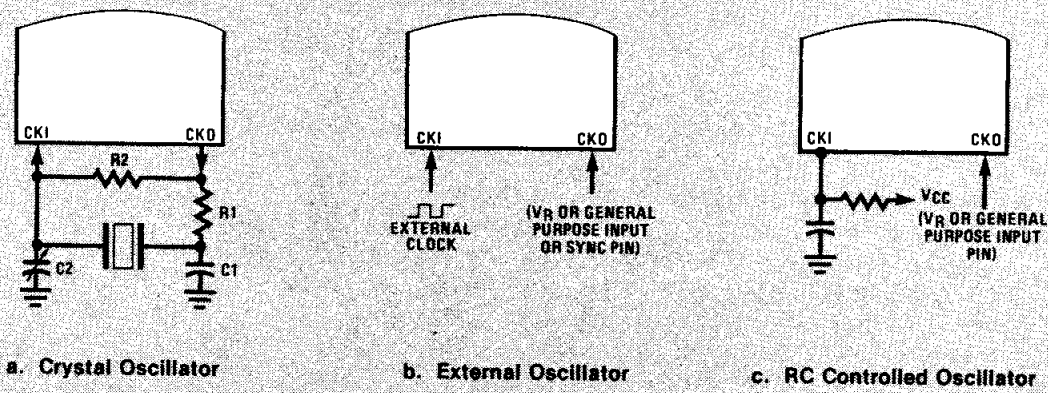 CKI
CKO
R2
R1
C2
C1
a. Crystal Oscillator
CKI
CKO
EXTERNAL
CLOCK
(VR OR GENERAL
PURPOSE INPUT
OR SYNC PIN)
b. External Oscillator
CKI
CKO
VCC
(VR OR GENERAL
PURPOSE INPUT
PIN)
c. RC Controlled Oscillator